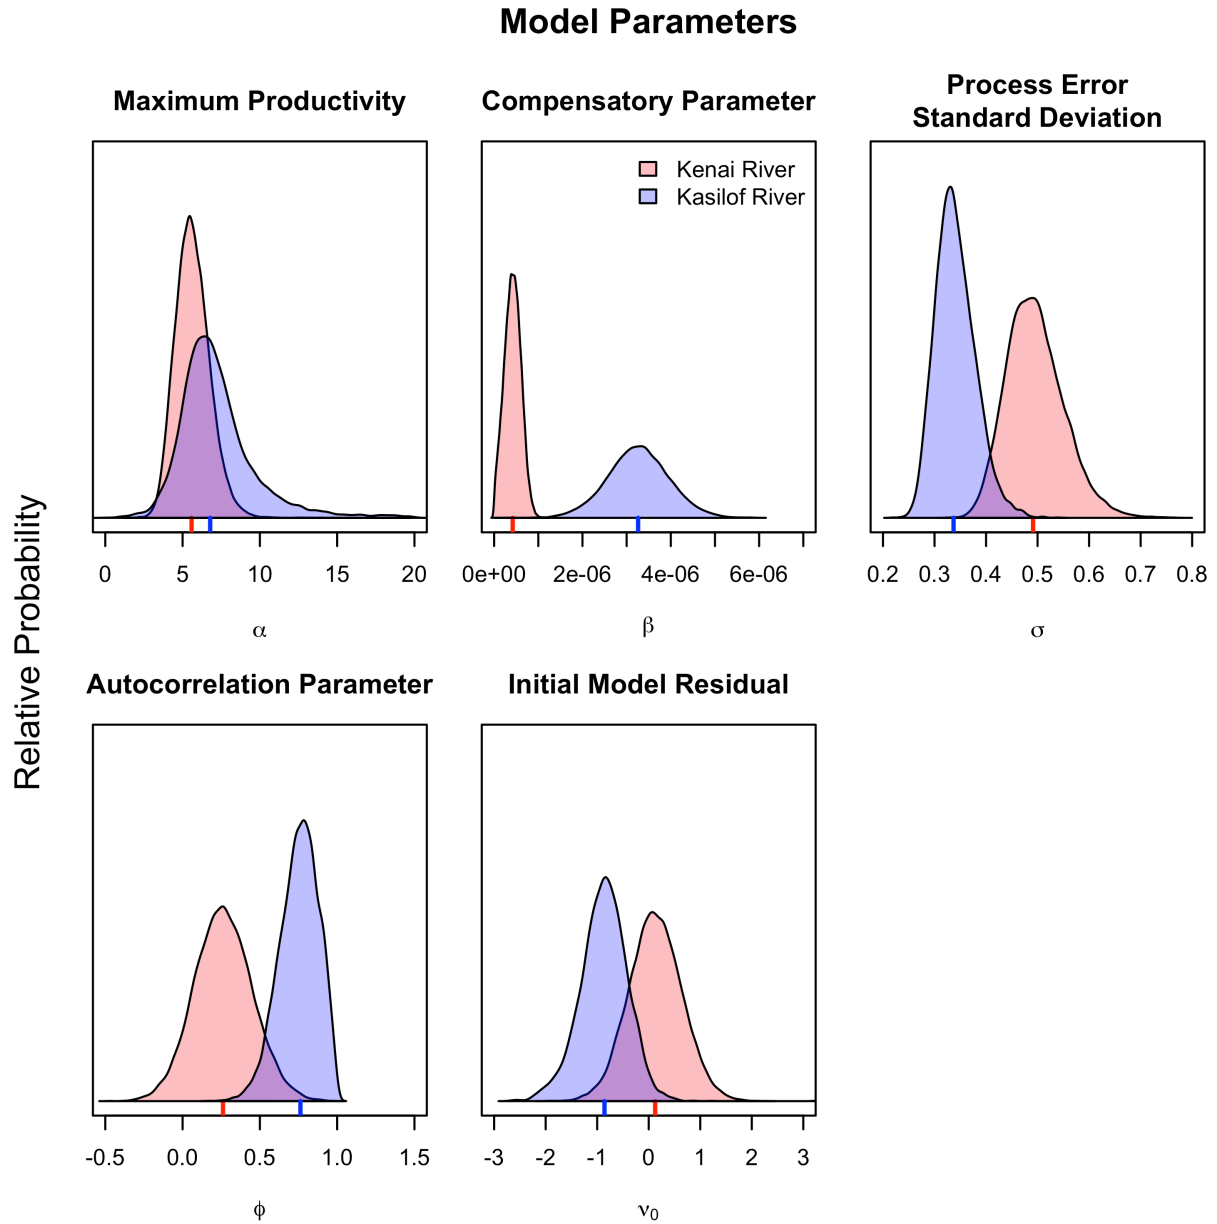 Model Parameters
Maximum Productivity
Compensatory Parameter
Process Error
Standard Deviation
Kenai River
Kasilof River
0 5 10 15 20
0e+00 2e-06 4e-06 6e-06
0.2 0.3 0.4 0.5 0.6 0.7 0.8
α
β
σ
Relative Probability
Autocorrelation Parameter
Initial Model Residual
-0.5 0.0 0.5 1.0 1.5
-3 -2 -1 0 1 2 3
ϕ
ν₀